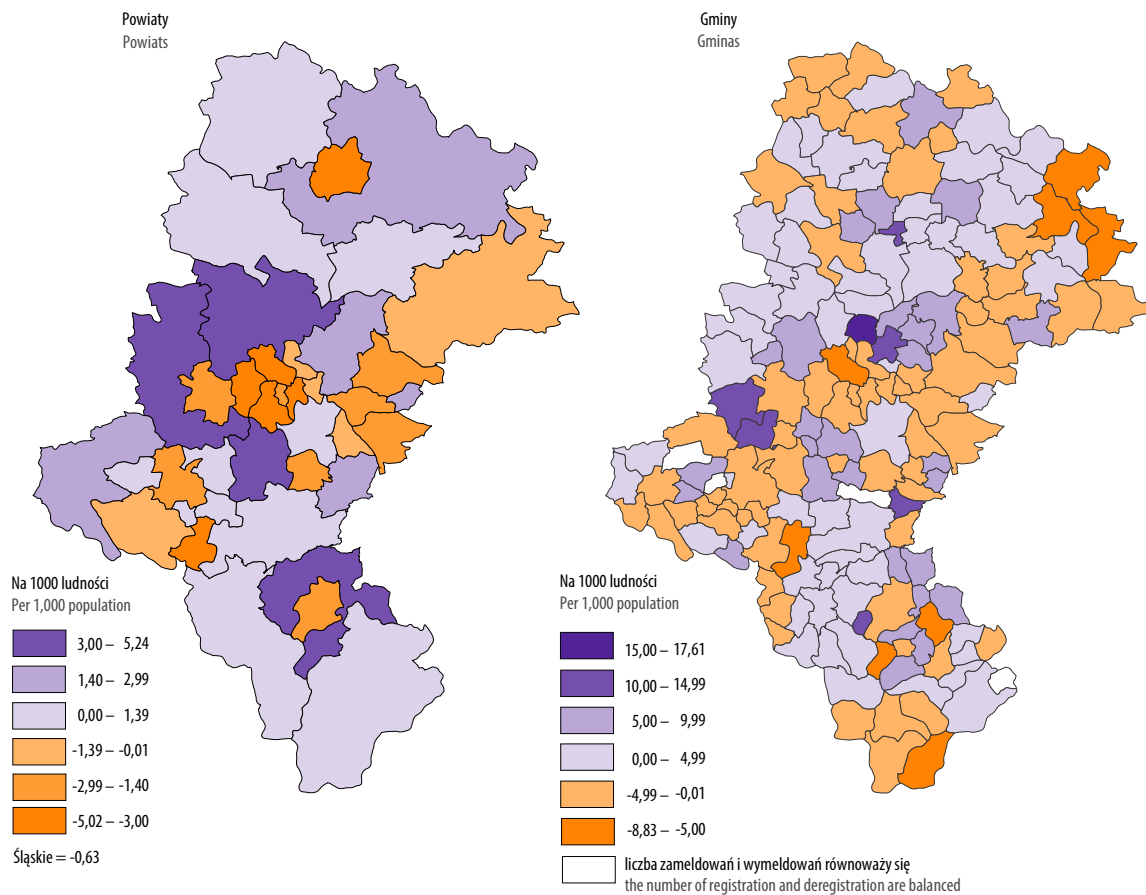 Powiaty
Powiats
Na 1000 ludności
Per 1,000 population
3,00 – 5,24
1,40 – 2,99
0,00 – 1,39
-1,39 – -0,01
-2,99 – -1,40
-5,02 – -3,00
Śląskie = -0,63
Gminy
Gminas
Na 1000 ludności
Per 1,000 population
15,00 – 17,61
10,00 – 14,99
5,00 – 9,99
0,00 – 4,99
-4,99 – -0,01
-8,83 – -5,00
liczba zameldowań i wymeldowań równoważy się
the number of registration and deregistration are balanced